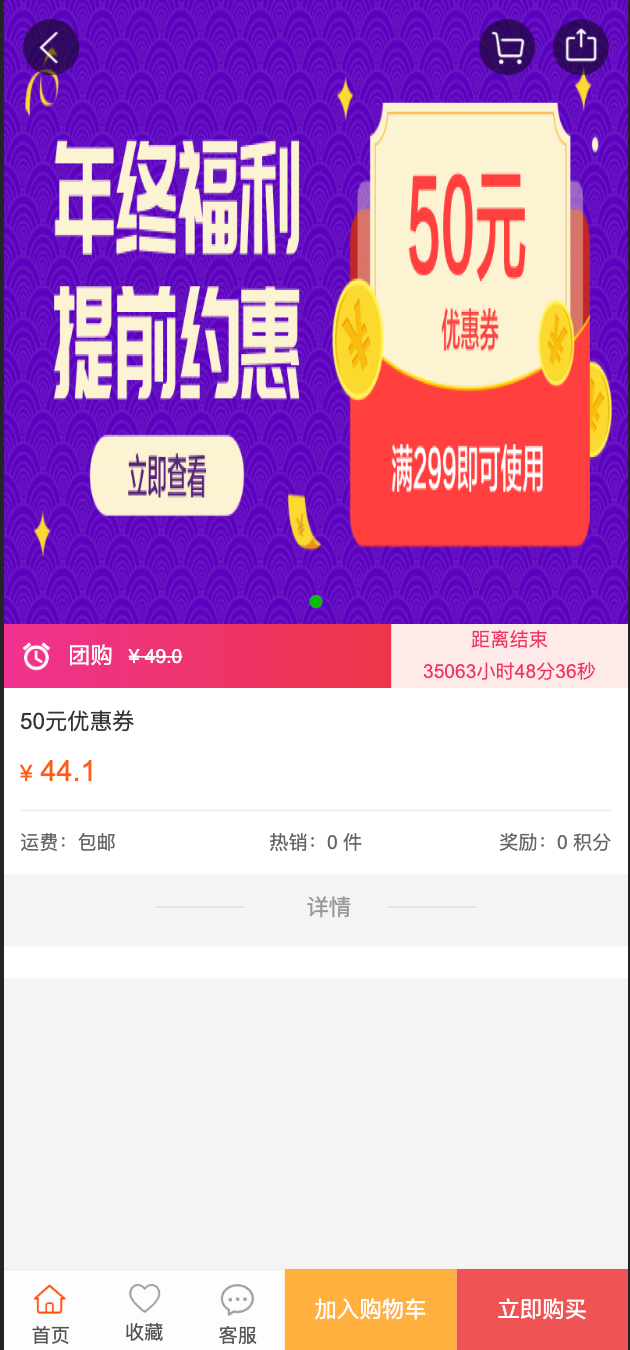 年终福利
提前约惠
立即查看
50元
优惠券
满299即可使用
团购 ¥49.0
距离结束
35063小时48分36秒
50元优惠券
¥ 44.1
运费：包邮 热销：0 件 奖励：0 积分
详情
首页 收藏 客服 加入购物车 立即购买